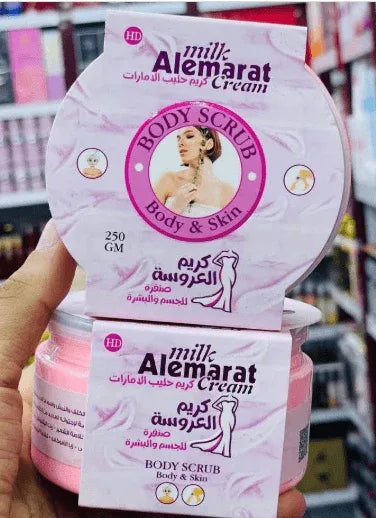 HD
milk
Alemarat
كريم حليب الامارات
Cream
BODY SCRUB
Body & Skin
250
GM
كريم
العروسة
صنفرة
للجسم والبشرة
HD
milk
Alemarat
كريم حليب الامارات
Cream
كريم
العروسة
صنفرة
للجسم والبشرة
BODY SCRUB
Body & Skin